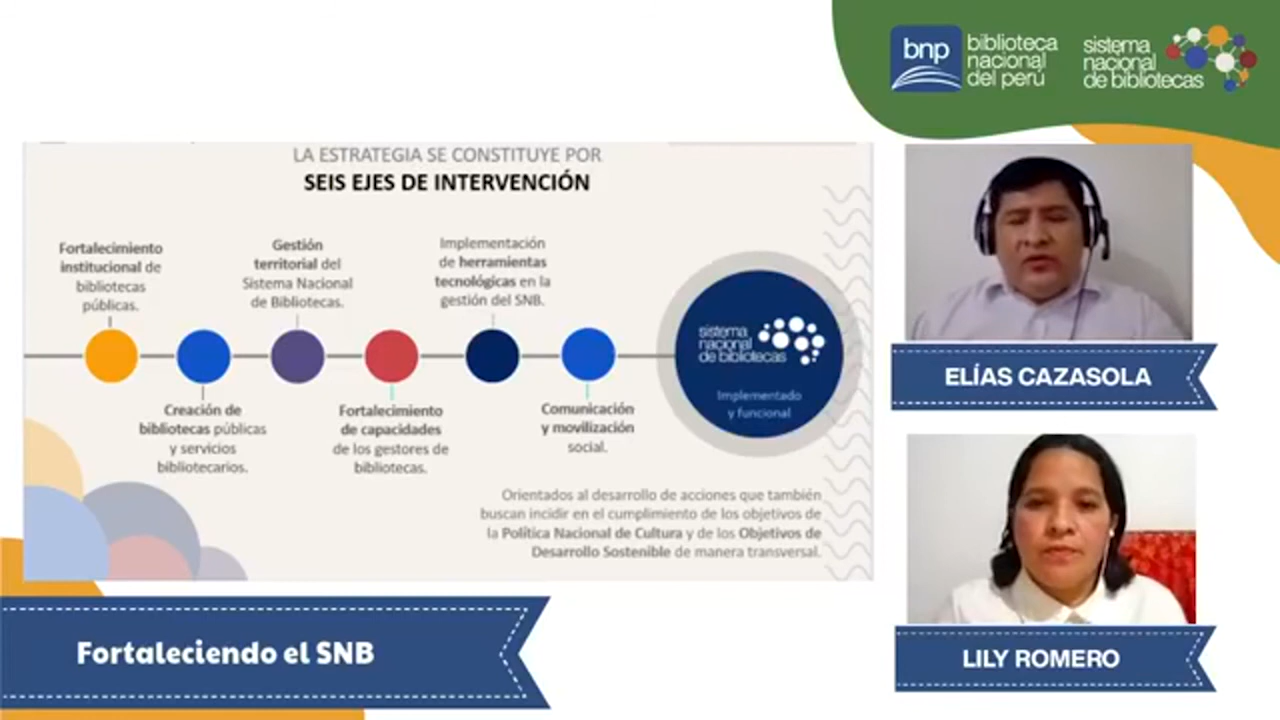 bnp
biblioteca
nacional
del perú
sistema
nacional
de bibliotecas
LA ESTRATEGIA SE CONSTITUYE POR
SEIS EJES DE INTERVENCIÓN
Fortalecimiento
institucional de
bibliotecas
públicas.
Creación de
bibliotecas públicas
y servicios
bibliotecarios.
Gestión
territorial del
Sistema Nacional
de Bibliotecas.
Fortalecimiento
de capacidades
de los gestores de
bibliotecas.
Implementación
de herramientas
tecnológicas en la
gestión del SNB.
Comunicación
y movilización
social.
sistema
nacional
de bibliotecas
Implementado
y funcional
Orientados al desarrollo de acciones que también
buscan incidir en el cumplimiento de los objetivos de
la Política Nacional de Cultura y de los Objetivos de
Desarrollo Sostenible de manera transversal.
ELÍAS CAZASOLA
LILY ROMERO
Fortaleciendo el SNB